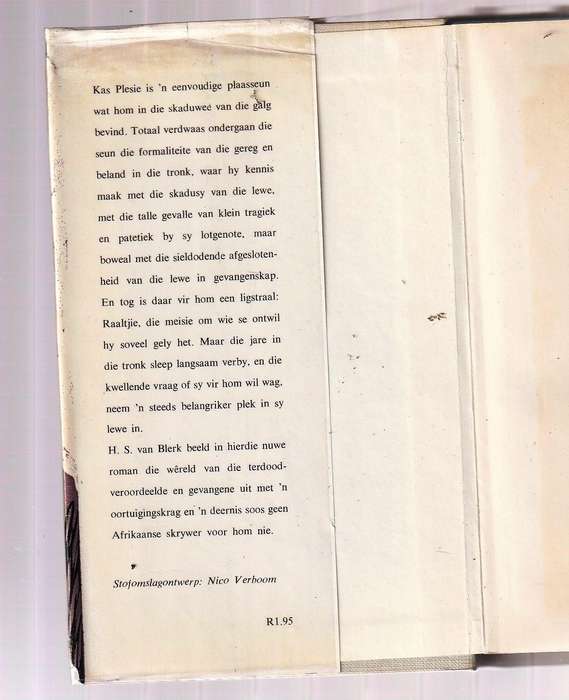 Kas Plesie is 'n eenvoudige plaasseun
wat hom in die skaduwee van die galg
bevind. Totaal verdwaas ondergaan die
seun die formaliteite van die gereg en
beland in die tronk, waar hy kennis
maak met die skadusy van die lewe,
met die talle gevalle van klein tragiek
en patetiek by sy lotgenote, maar
boweal met die sieldodende afgesloten-
heid van die lewe in gevangenskap.
En tog is daar vir hom een ligstraal:
Raaltjie, die meisie om wie se ontwil
hy soveel gely het. Maar die jare in
die tronk sleep langsaam verby, en die
kwellende vraag of sy vir hom wil wag,
neem 'n steeds belangriker plek in sy
lewe in.
H. S. van Blerk beeld in hierdie nuwe
roman die wêreld van die terdood-
veroordeelde en gevangene uit met 'n
oortuigingskrag en 'n deernis soos geen
Afrikaanse skrywer voor hom nie.
Stofomslagontwerp: Nico Verboom
R1.95